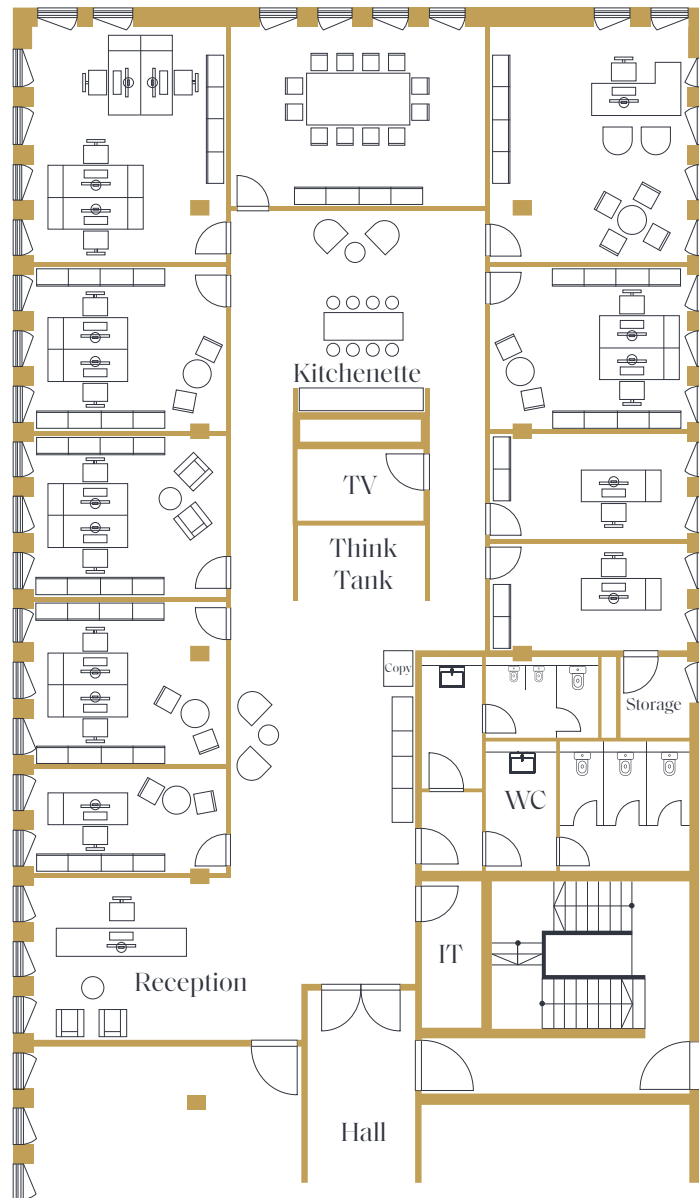 Kitchenette
TV
Think
Tank
Copy
Storage
WC
IT
Reception
Hall